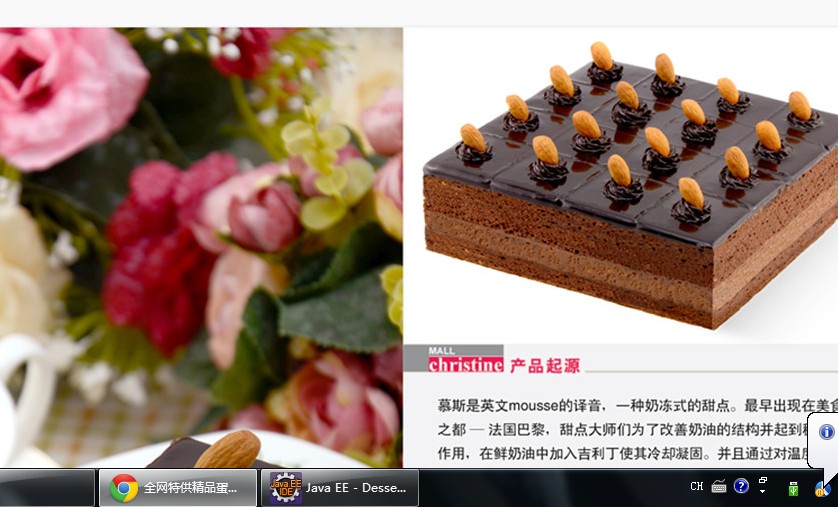 MALL
christine 产品起源
慕斯是英文mousse的译音，一种奶冻式的甜点。最早出现在美食
之都 — 法国巴黎，甜点大师们为了改善奶油的结构并起到
作用，在鲜奶油中加入吉利丁使其冷却凝固。并且通过对温
全网特供精品蛋...
Java EE IDE
Java EE - Desse...
CH